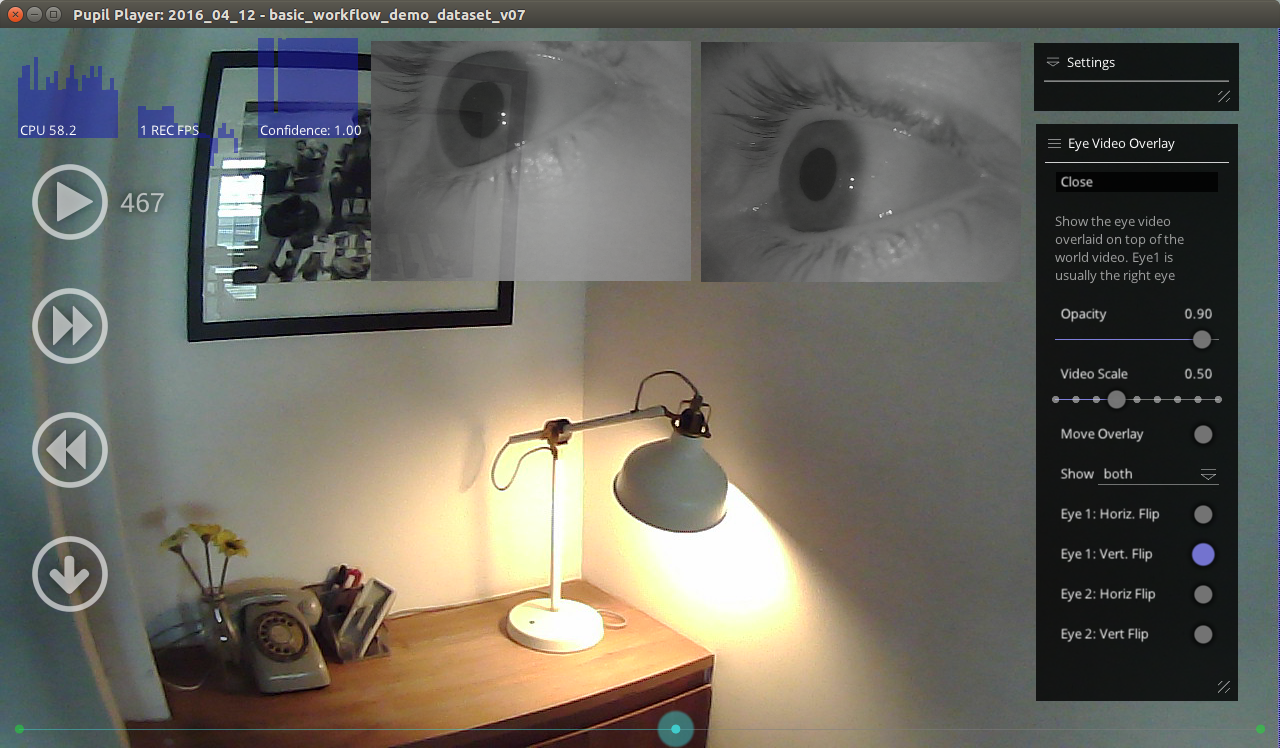 Pupil Player: 2016_04_12 - basic_workflow_demo_dataset_v07
CPU 58.2
1 REC FPS
Confidence: 1.00
467
Settings
Eye Video Overlay
Close
Show the eye video
overlaid on top of the
world video. Eye1 is
usually the right eye
Opacity 0.90
Video Scale 0.50
Move Overlay
Show both
Eye 1: Horiz. Flip
Eye 1: Vert. Flip
Eye 2: Horiz Flip
Eye 2: Vert Flip